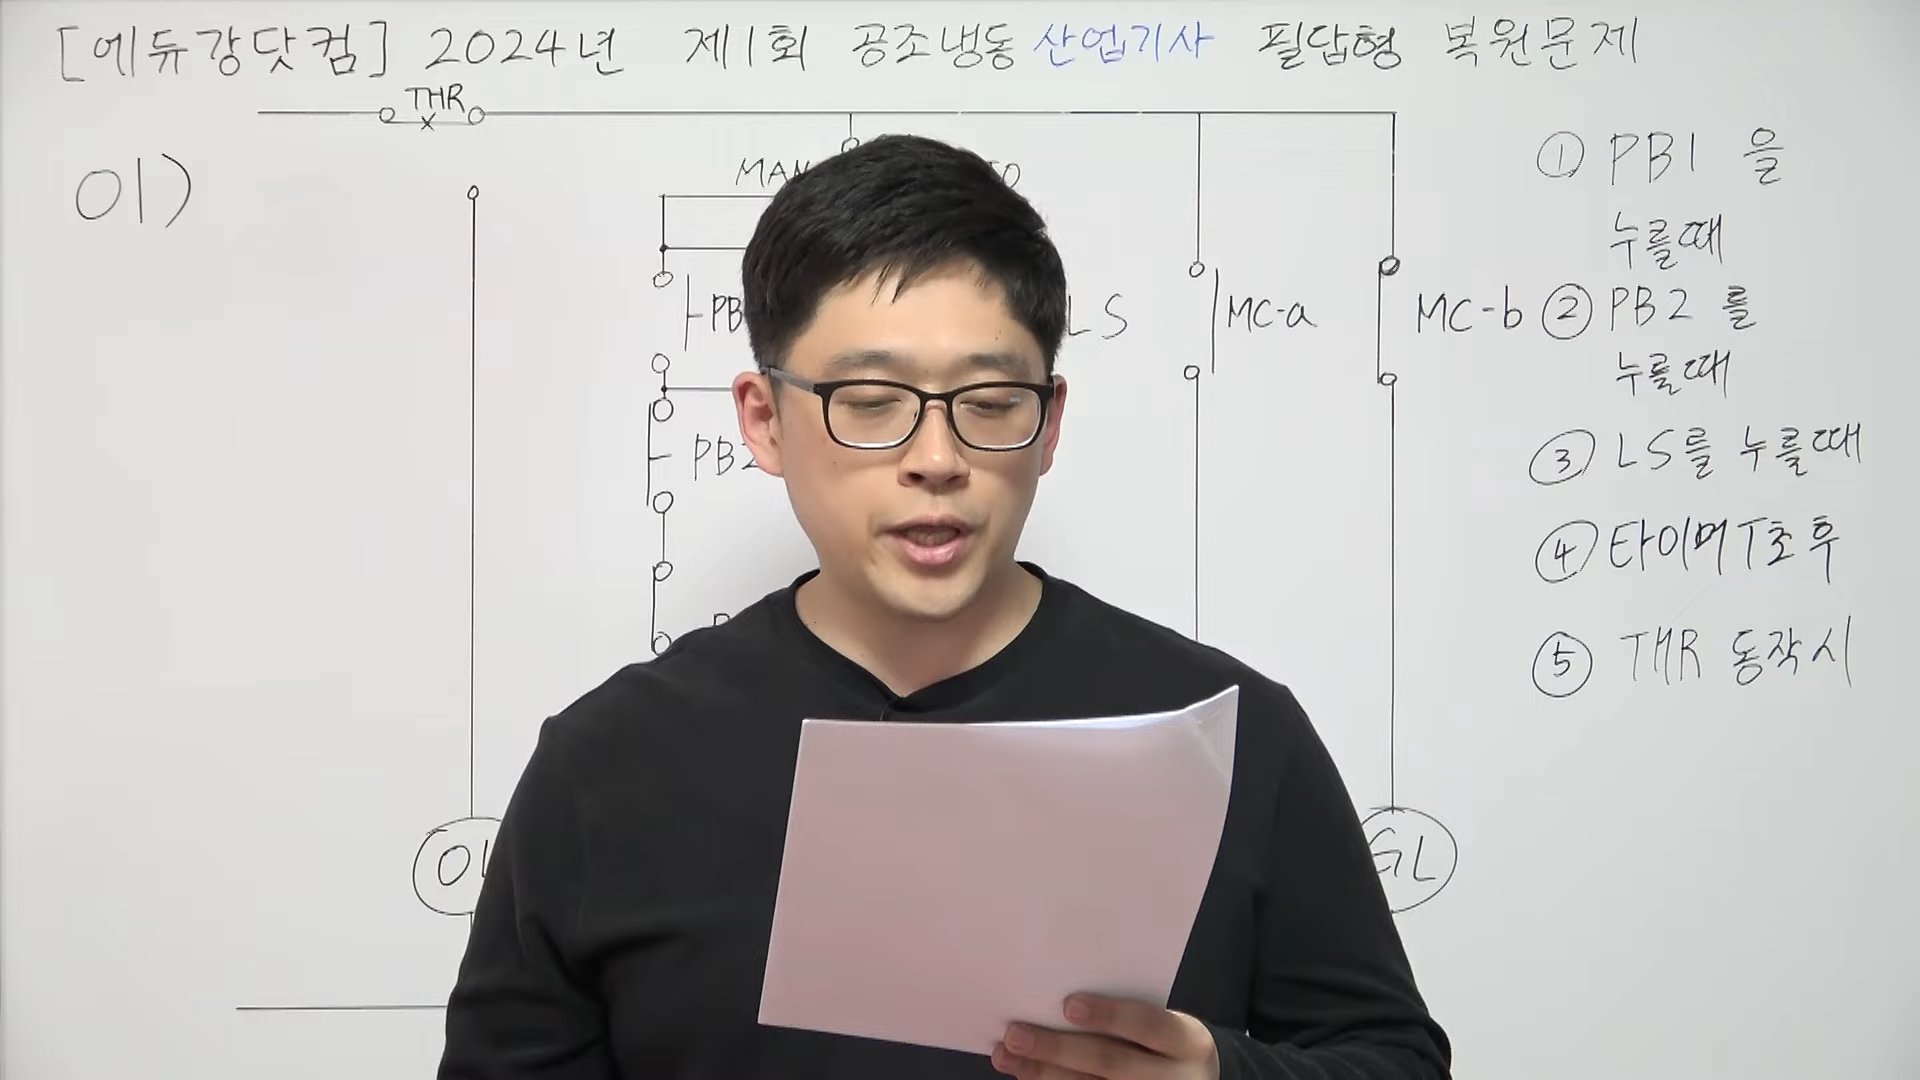 [에듀강닷컴] 2024년 제1회 공조냉동산업기사 필답형 복원문제
THR
01)
MAN
PB
PB2
LS
MC-a
MC-b
GL
① PB1 을
누를때
② PB2 를
누를때
③ LS를 누를때
④ 타이머 T초 후
⑤ THR 동작시